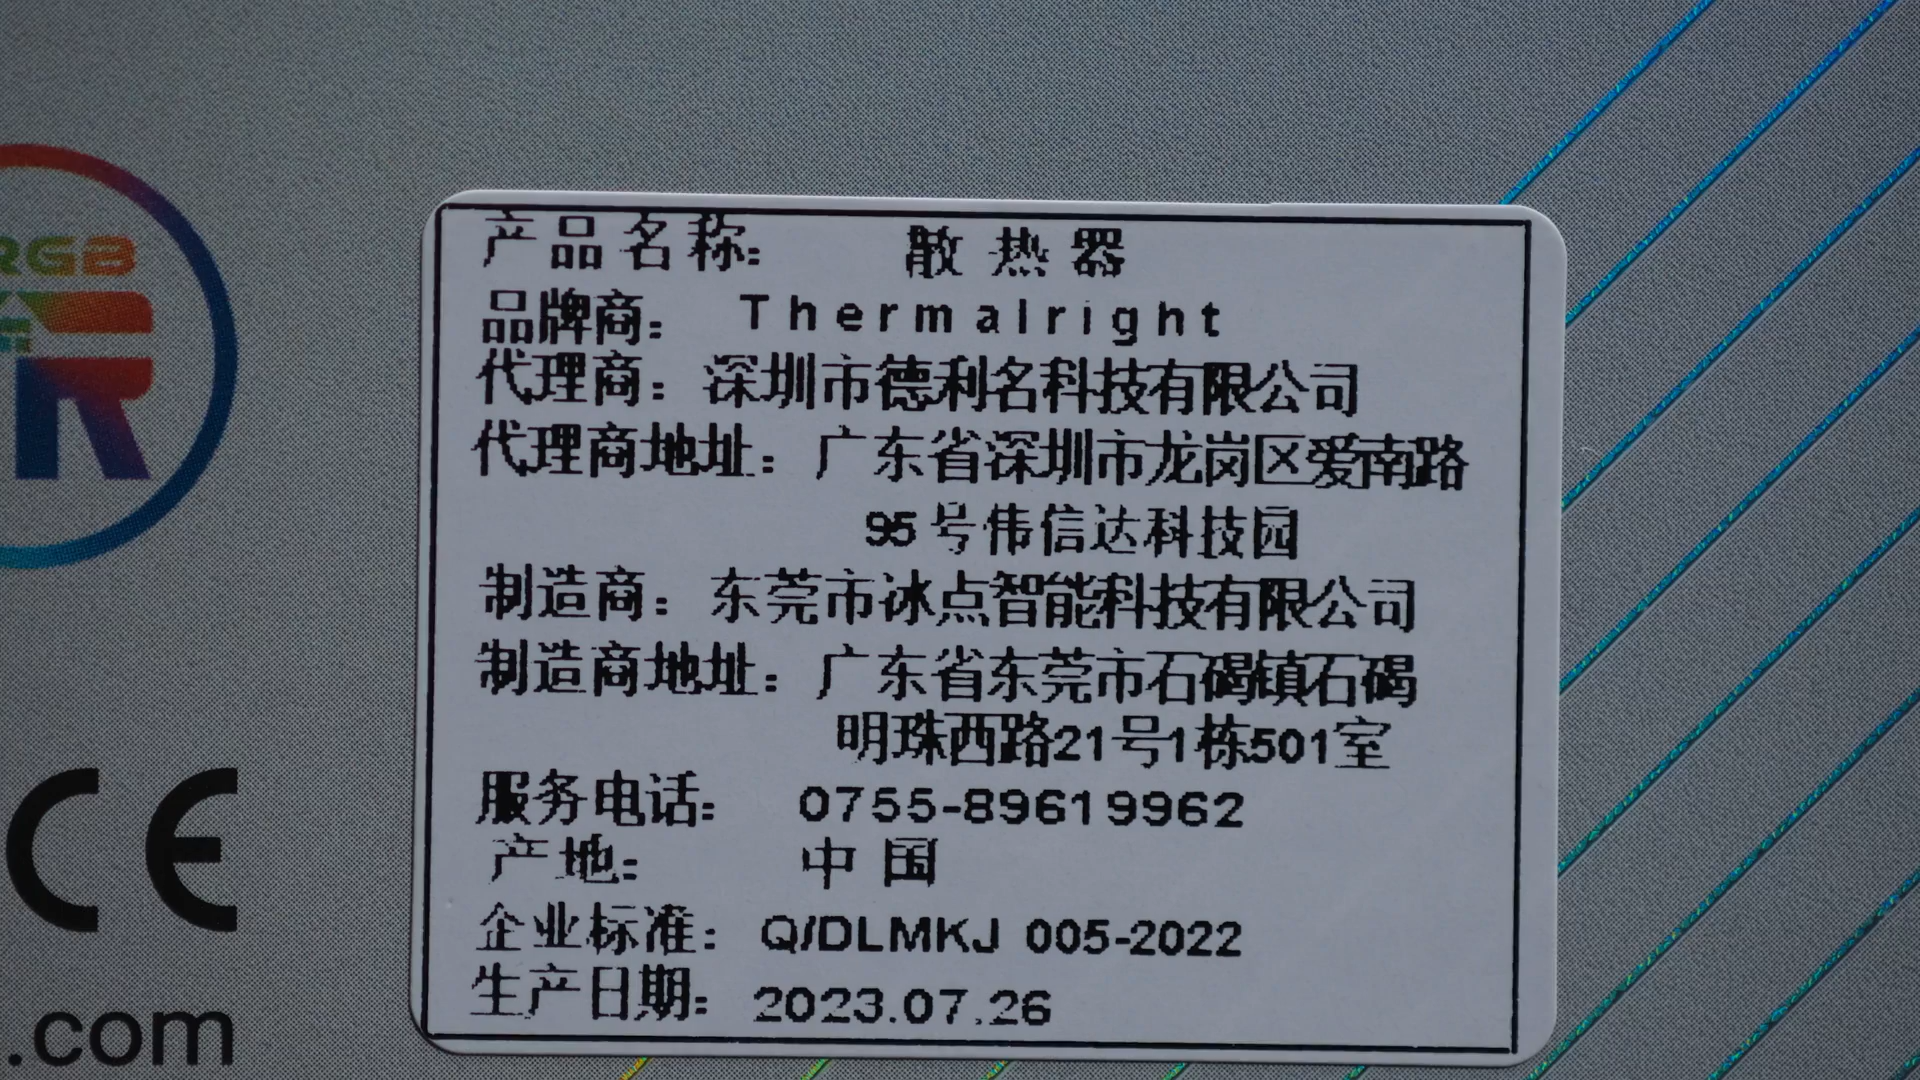 产品名称: 散热器
品牌商: Thermalright
代理商: 深圳市德利名科技有限公司
代理商地址: 广东省深圳市龙岗区爱南路
95号伟信达科技园
制造商: 东莞市冰点智能科技有限公司
制造商地址: 广东省东莞市石碣镇石碣
明珠西路21号1栋501室
服务电话: 0755-89619962
产地: 中国
企业标准: Q/DLMKJ 005-2022
生产日期: 2023.07.26
RGB
R
CE
.com